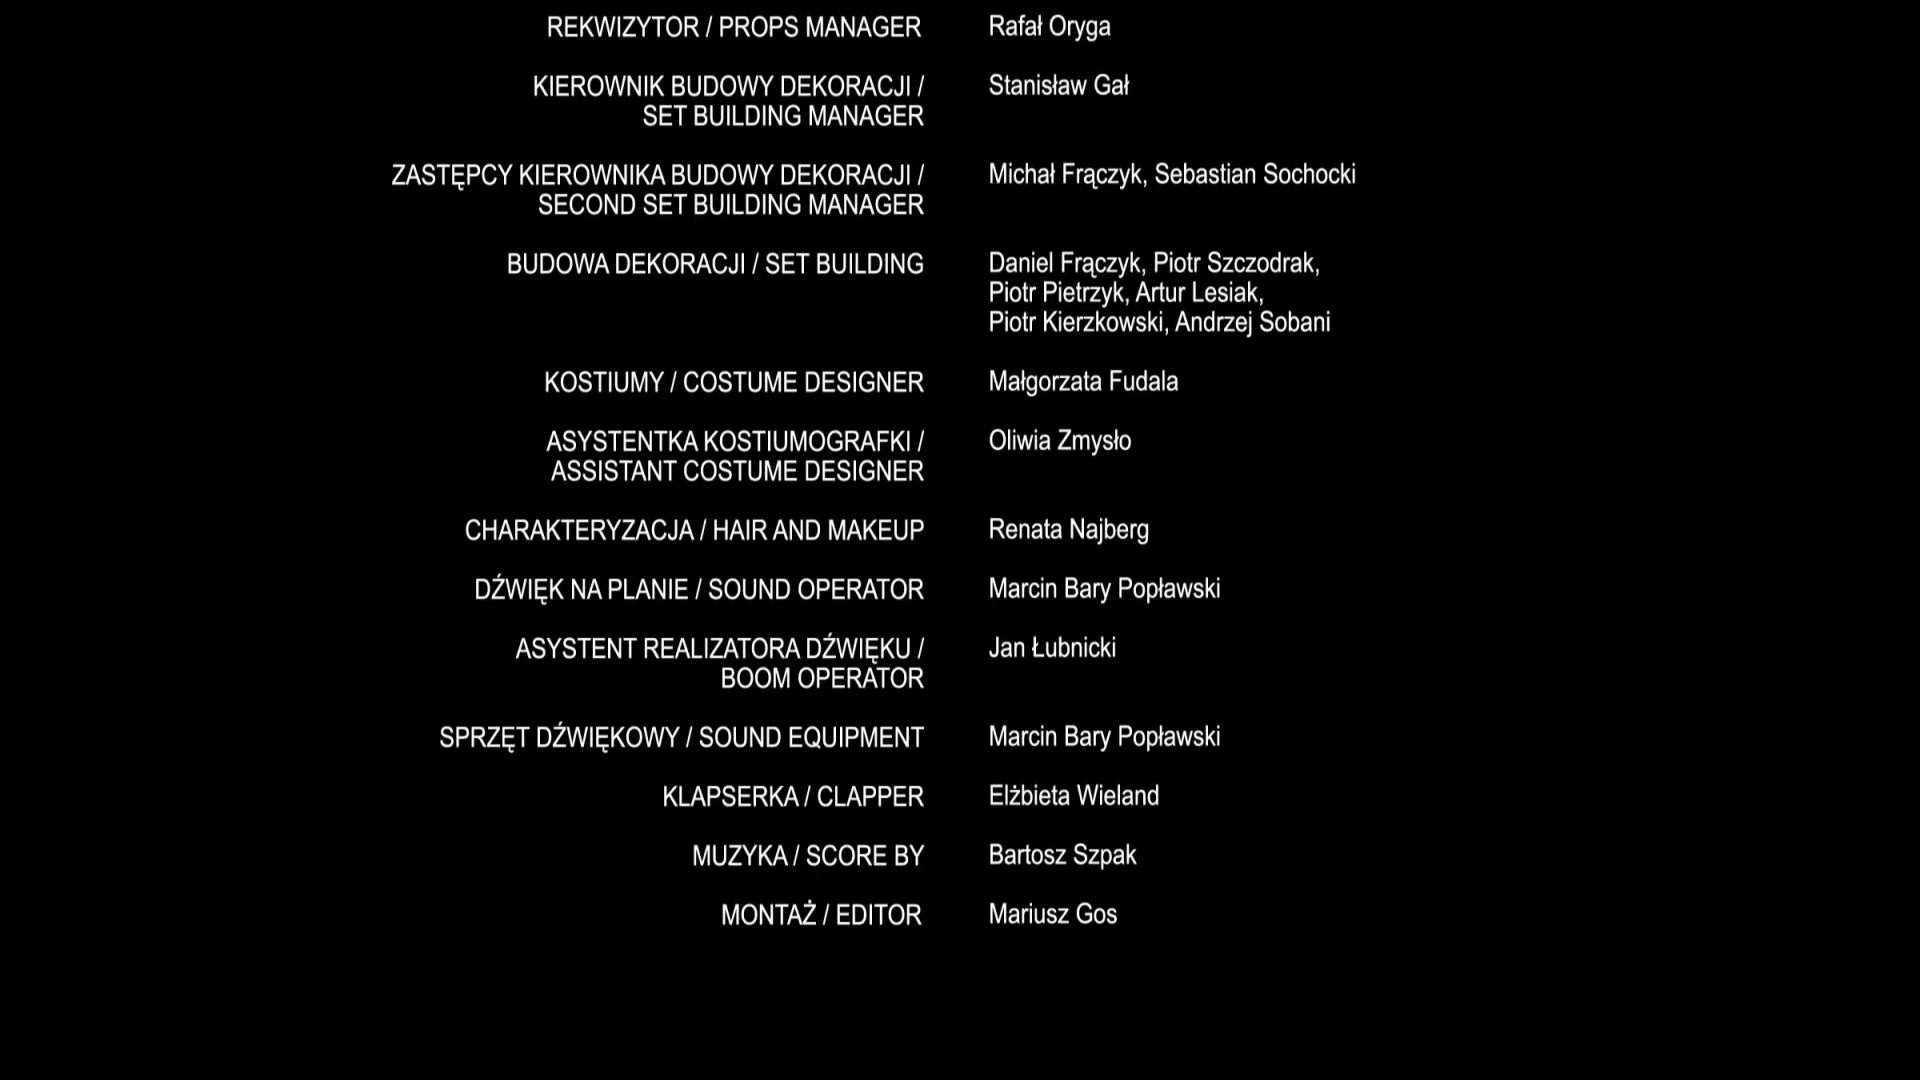 REKWIZYTOR / PROPS MANAGER Rafał Oryga
KIEROWNIK BUDOWY DEKORACJI / Stanisław Gał
SET BUILDING MANAGER
ZASTĘPCY KIEROWNIKA BUDOWY DEKORACJI / Michał Frączyk, Sebastian Sochocki
SECOND SET BUILDING MANAGER
BUDOWA DEKORACJI / SET BUILDING Daniel Frączyk, Piotr Szczodrak,
Piotr Pietrzyk, Artur Lesiak,
Piotr Kierzkowski, Andrzej Sobani
KOSTIUMY / COSTUME DESIGNER Małgorzata Fudala
ASYSTENTKA KOSTIUMOGRAFKI / Oliwia Zmysło
ASSISTANT COSTUME DESIGNER
CHARAKTERYZACJA / HAIR AND MAKEUP Renata Najberg
DŹWIĘK NA PLANIE / SOUND OPERATOR Marcin Bary Popławski
ASYSTENT REALIZATORA DŹWIĘKU / Jan Łubnicki
BOOM OPERATOR
SPRZĘT DŹWIĘKOWY / SOUND EQUIPMENT Marcin Bary Popławski
KLAPSERKA / CLAPPER Elżbieta Wieland
MUZYKA / SCORE BY Bartosz Szpak
MONTAŻ / EDITOR Mariusz Gos